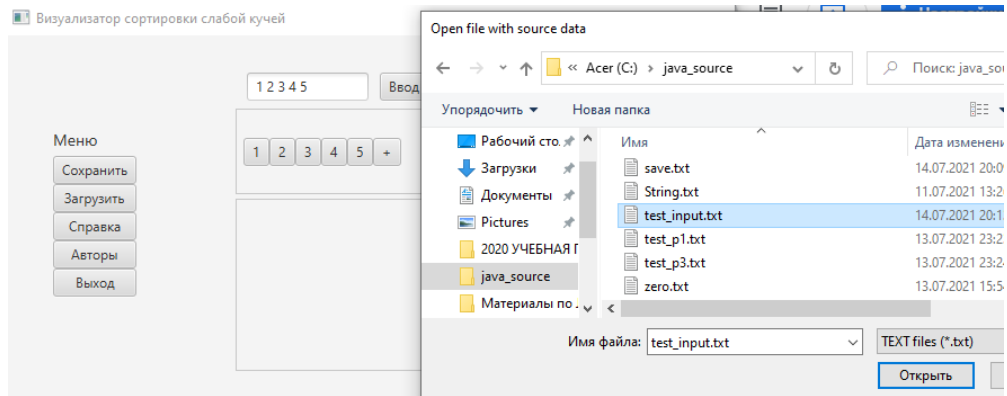 Визуализатор сортировки слабой кучей
1 2 3 4 5
Ввод
Меню
1 2 3 4 5 +
Сохранить
Загрузить
Справка
Авторы
Выход
Open file with source data
« Acer (C:) › java_source
Поиск: java_sou
Упорядочить
Новая папка
Рабочий сто.
Загрузки
Документы
Pictures
2020 УЧЕБНАЯ П
java_source
Материалы по .
Имя
Дата изменени
save.txt 14.07.2021 20:0
String.txt 11.07.2021 13:2
test_input.txt 14.07.2021 20:1
test_p1.txt 13.07.2021 23:2
test_p3.txt 13.07.2021 23:2
zero.txt 13.07.2021 15:5
Имя файла: test_input.txt
TEXT files (*.txt)
Открыть